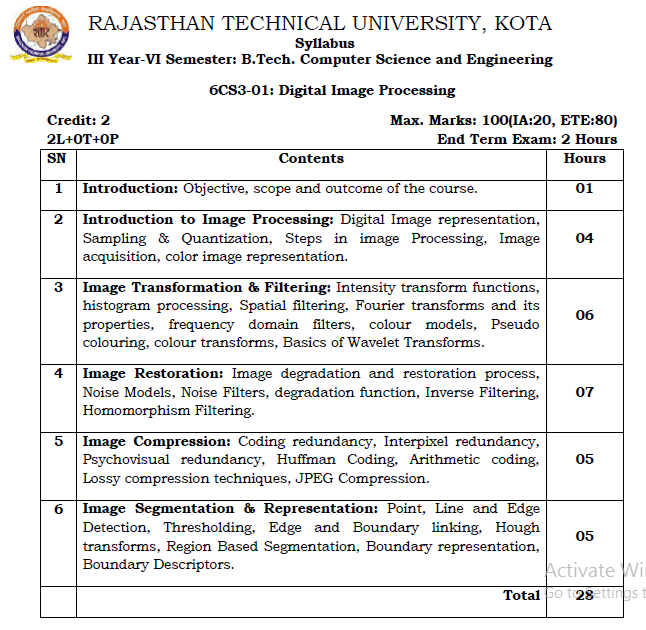 RAJASTHAN TECHNICAL UNIVERSITY, KOTA
Syllabus
III Year-VI Semester: B.Tech. Computer Science and Engineering
6CS3-01: Digital Image Processing
Credit: 2 Max. Marks: 100(IA:20, ETE:80)
2L+0T+0P End Term Exam: 2 Hours
SN Contents Hours
1 Introduction: Objective, scope and outcome of the course. 01
2 Introduction to Image Processing: Digital Image representation,
Sampling & Quantization, Steps in image Processing, Image
acquisition, color image representation.
04
3 Image Transformation & Filtering: Intensity transform functions,
histogram processing, Spatial filtering, Fourier transforms and its
properties, frequency domain filters, colour models, Pseudo
colouring, colour transforms, Basics of Wavelet Transforms.
06
4 Image Restoration: Image degradation and restoration process,
Noise Models, Noise Filters, degradation function, Inverse Filtering,
Homomorphism Filtering.
07
5 Image Compression: Coding redundancy, Interpixel redundancy,
Psychovisual redundancy, Huffman Coding, Arithmetic coding,
Lossy compression techniques, JPEG Compression.
05
6 Image Segmentation & Representation: Point, Line and Edge
Detection, Thresholding, Edge and Boundary linking, Hough
transforms, Region Based Segmentation, Boundary representation,
Boundary Descriptors.
05
Total 28
Activate Wi
Go to Settings t